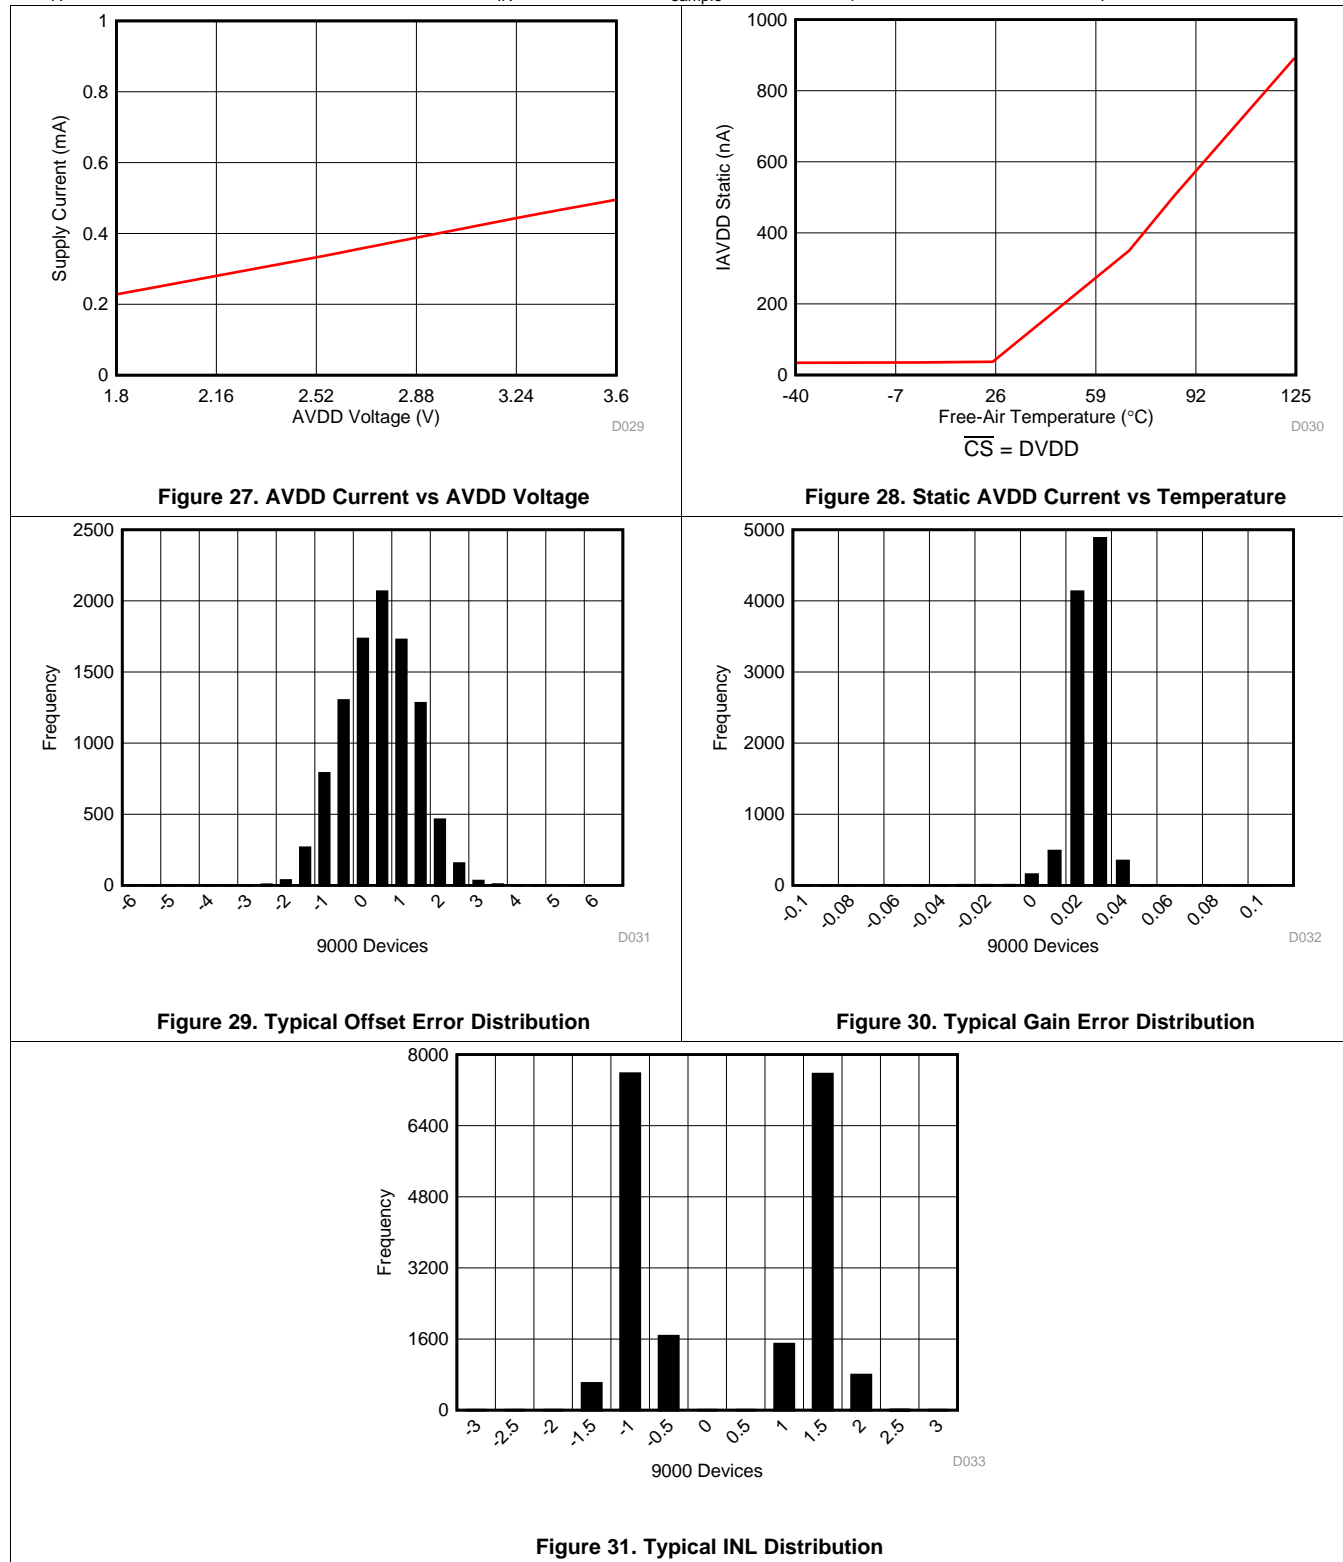 1
0.8
0.6
0.4
0.2
0
Supply Current (mA)
1.8 2.16 2.52 2.88 3.24 3.6
AVDD Voltage (V)
D029
Figure 27. AVDD Current vs AVDD Voltage
1000
800
600
400
200
0
IAVDD Static (nA)
-40 -7 26 59 92 125
Free-Air Temperature (°C)
D030
CS = DVDD
Figure 28. Static AVDD Current vs Temperature
2500
2000
1500
1000
500
0
Frequency
-6 -5 -4 -3 -2 -1 0 1 2 3 4 5 6
9000 Devices
D031
Figure 29. Typical Offset Error Distribution
5000
4000
3000
2000
1000
0
Frequency
-0.1 -0.08 -0.06 -0.04 -0.02 0 0.02 0.04 0.06 0.08 0.1
9000 Devices
D032
Figure 30. Typical Gain Error Distribution
8000
6400
4800
3200
1600
0
Frequency
-3 -2.5 -2 -1.5 -1 -0.5 0 0.5 1 1.5 2 2.5 3
9000 Devices
D033
Figure 31. Typical INL Distribution